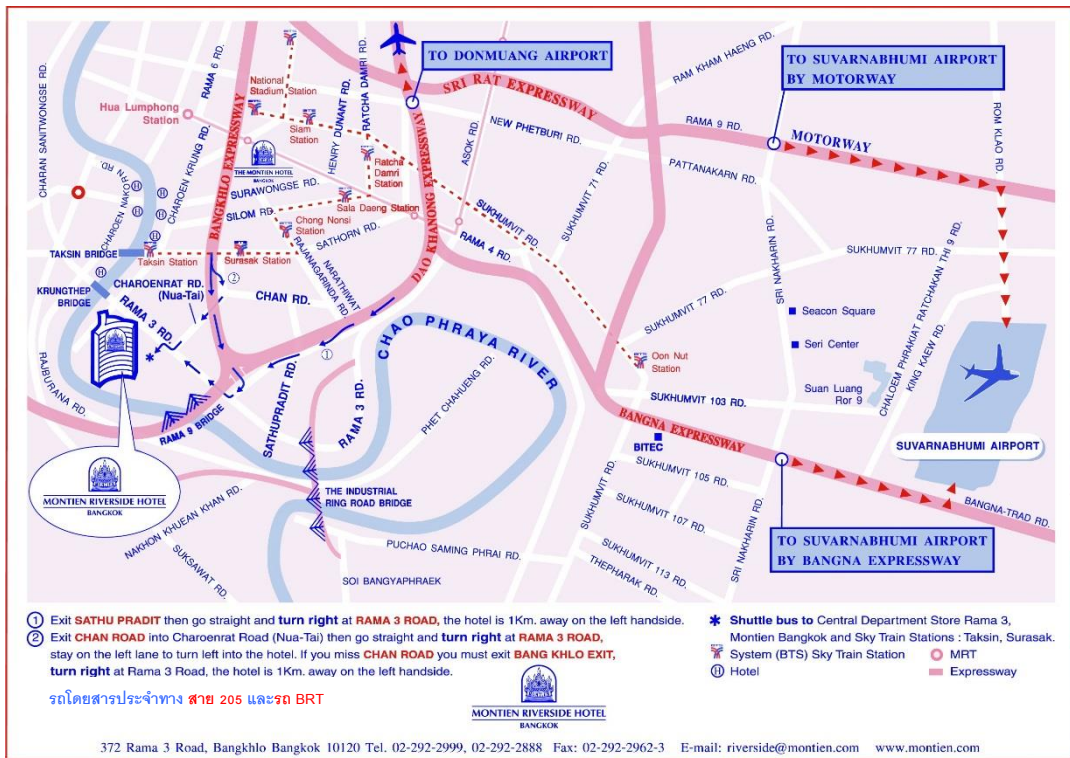 TO DONMUANG AIRPORT
TO SUVARNABHUMI AIRPORT
BY MOTORWAY
CHARAN SANITWONGSE RD.
RAMA 6 RD.
National
Stadium Station
Hua Lumphong
Station
Siam
Station
HENRY DUNANT RD.
RATCHA DAMRI RD.
SRI RAT EXPRESSWAY
RAM KHAM HAENG RD.
NEW PHETBURI RD.
RAMA 9 RD.
MOTORWAY
ROM KLAO RD.
ASOK RD.
PATTANAKARN RD.
CHAROEN NAKORN RD.
CHAROEN KRUNG RD.
BANGKHLO EXPRESSWAY
THE MONTIEN HOTEL
BANGKOK
Ratcha
Damri
Station
SURAWONGSE RD.
SILOM RD.
Sala Daeng Station
Chong Nonsi
Station
SATHORN RD.
DAO KHANONG EXPRESSWAY
RAMA 4 RD.
SUKHUMVIT RD.
SUKHUMVIT 71 RD.
SRI NAKHARIN RD.
SUKHUMVIT 77 RD.
TAKSIN BRIDGE
Taksin Station
Surasak Station
NARATHIWAT
RAJANAGARINDA RD.
KRUNGTHEP
BRIDGE
CHAROENRAT RD.
(Nua-Tai)
2
CHAN RD.
RAMA 3 RD.
1
CHAO PHRAYA RIVER
SUKHUMVIT 77 RD.
Seacon Square
Seri Center
CHALOEM PHRAKIAT RATCHAKAN THI 9 RD.
KING KAEW RD.
RAJBURANA RD.
RAMA 9 BRIDGE
SATHUPRADIT RD.
RAMA 3 RD.
PHET CHAHUENG RD.
Oon Nut
Station
SUKHUMVIT 103 RD.
Suan Luang
Ror 9
BANGNA EXPRESSWAY
BITEC
SUVARNABHUMI AIRPORT
MONTIEN RIVERSIDE HOTEL
BANGKOK
THE INDUSTRIAL
RING ROAD BRIDGE
NAKHON KHUEAN KHAN RD.
SUKSAWAT RD.
PUCHAO SAMING PHRAI RD.
SOI BANGYAPHRAEK
SUKHUMVIT RD.
SUKHUMVIT 105 RD.
SUKHUMVIT 107 RD.
SUKHUMVIT 113 RD.
THEPHARAK RD.
SRI NAKHARIN RD.
BANGNA-TRAD RD.
TO SUVARNABHUMI AIRPORT
BY BANGNA EXPRESSWAY
1 Exit SATHU PRADIT then go straight and turn right at RAMA 3 ROAD, the hotel is 1Km. away on the left handside.
2 Exit CHAN ROAD into Charoenrat Road (Nua-Tai) then go straight and turn right at RAMA 3 ROAD,
stay on the left lane to turn left into the hotel. If you miss CHAN ROAD you must exit BANG KHLO EXIT,
turn right at Rama 3 Road, the hotel is 1Km. away on the left handside.
รถโดยสารประจำทาง สาย 205 และรถ BRT
* Shuttle bus to Central Department Store Rama 3,
Montien Bangkok and Sky Train Stations : Taksin, Surasak.
System (BTS) Sky Train Station
MRT
H Hotel
Expressway
MONTIEN RIVERSIDE HOTEL
BANGKOK
372 Rama 3 Road, Bangkhlo Bangkok 10120 Tel. 02-292-2999, 02-292-2888 Fax: 02-292-2962-3 E-mail: riverside@montien.com www.montien.com